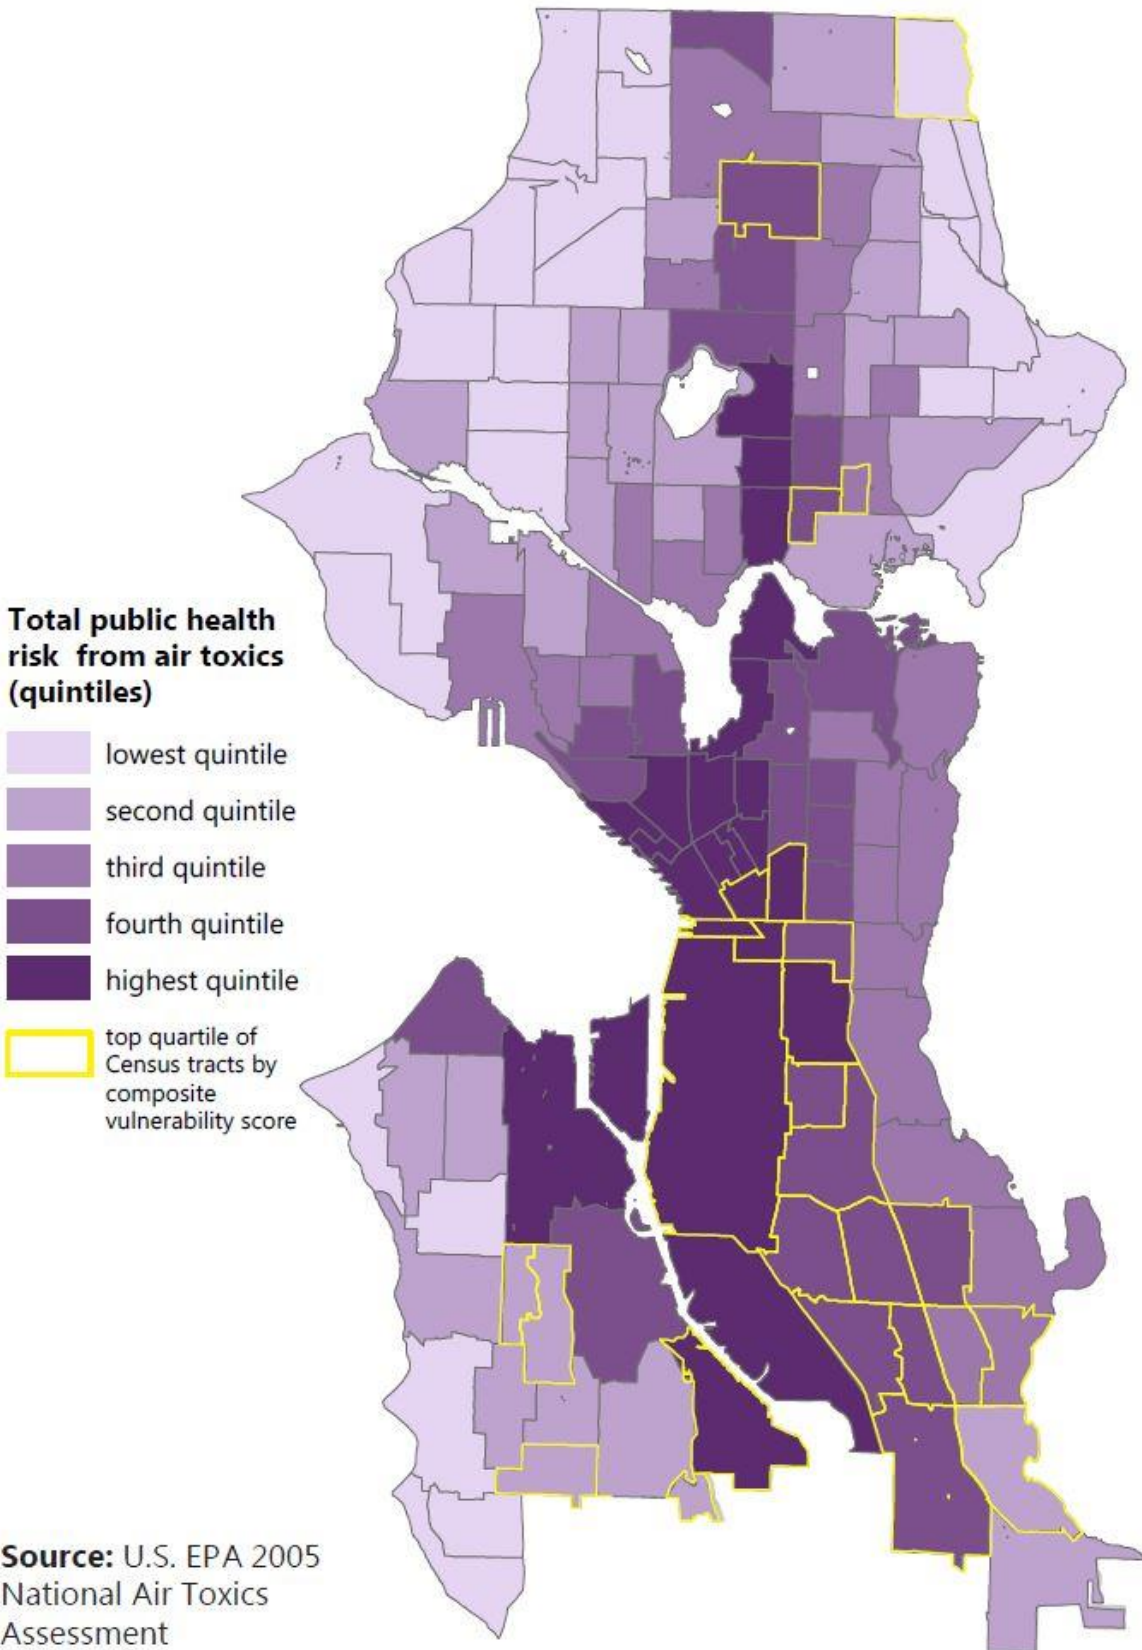 Total public health
risk from air toxics
(quintiles)
lowest quintile
second quintile
third quintile
fourth quintile
highest quintile
top quartile of
Census tracts by
composite
vulnerability score
Source: U.S. EPA 2005
National Air Toxics
Assessment